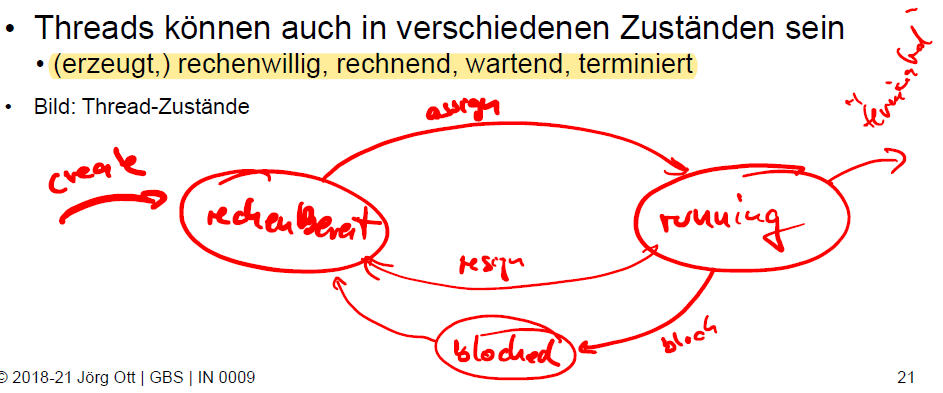 • Threads können auch in verschiedenen Zuständen sein
• (erzeugt,) rechenwillig, rechnend, wartend, terminiert
• Bild: Thread-Zustände
assign
"terminated"
create
rechenbereit
running
resign
blocked
block
© 2018-21 Jörg Ott | GBS | IN 0009
21